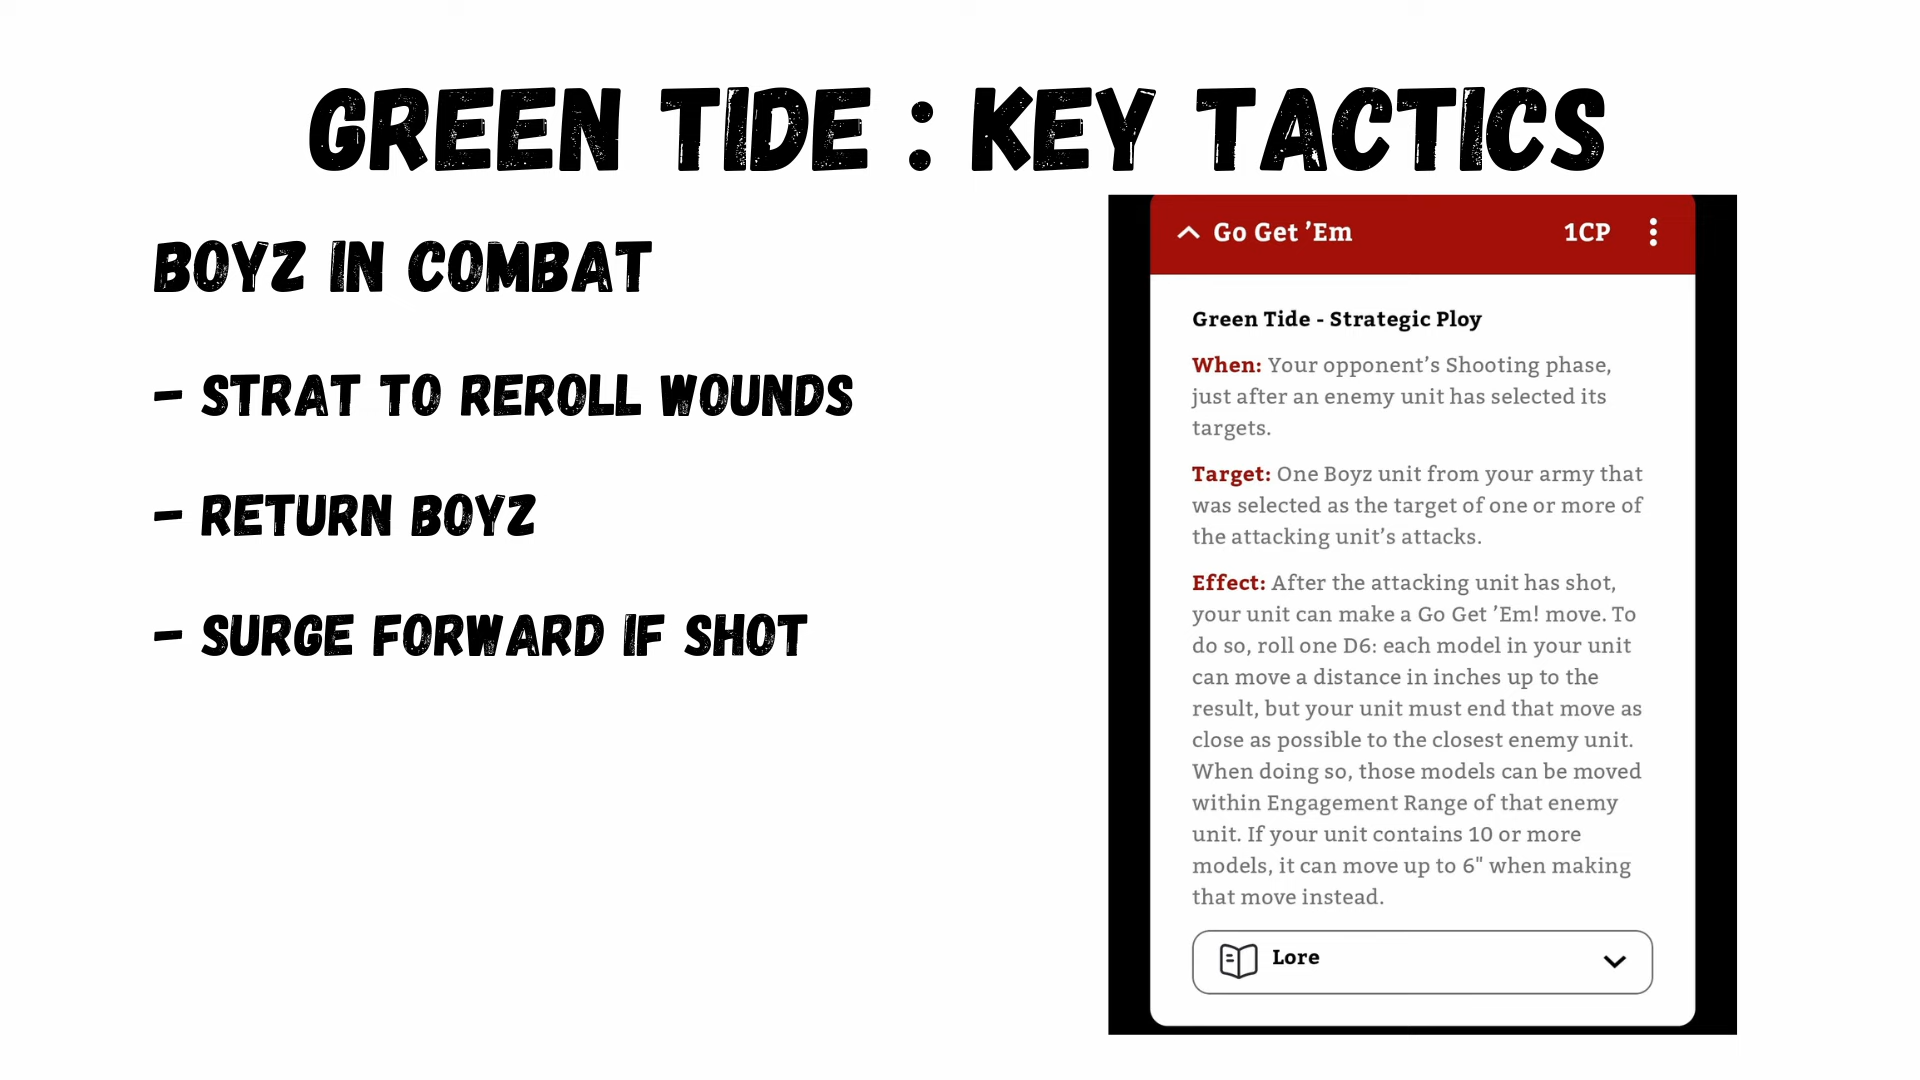 GREEN TIDE : KEY TACTICS
BOYZ IN COMBAT
- STRAT TO REROLL WOUNDS
- RETURN BOYZ
- SURGE FORWARD IF SHOT
Go Get ’Em 1CP
Green Tide - Strategic Ploy
When: Your opponent’s Shooting phase,
just after an enemy unit has selected its
targets.
Target: One Boyz unit from your army that
was selected as the target of one or more of
the attacking unit’s attacks.
Effect: After the attacking unit has shot,
your unit can make a Go Get ’Em! move. To
do so, roll one D6: each model in your unit
can move a distance in inches up to the
result, but your unit must end that move as
close as possible to the closest enemy unit.
When doing so, those models can be moved
within Engagement Range of that enemy
unit. If your unit contains 10 or more
models, it can move up to 6" when making
that move instead.
Lore